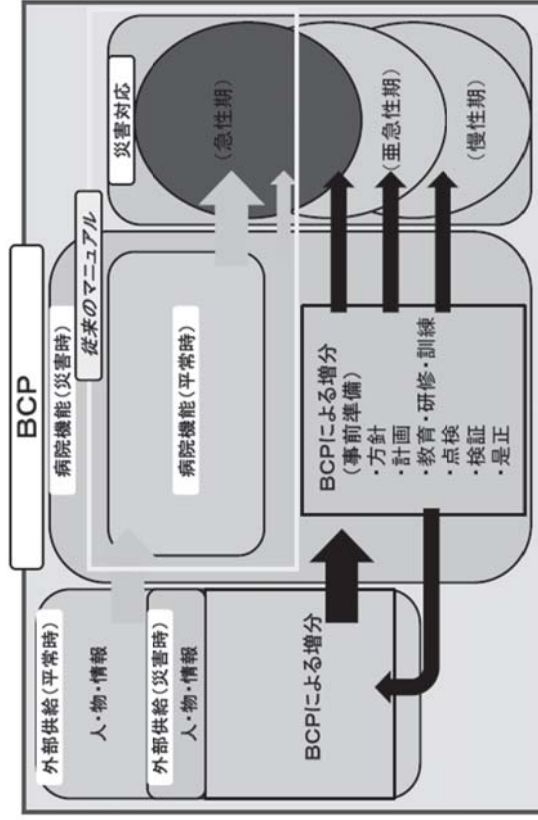 BCP
外部供給(平常時)
人・物・情報
外部供給(災害時)
人・物・情報
BCPによる増分
病院機能(災害時)
従来のマニュアル
病院機能(平常時)
BCPによる増分
(事前準備)
・方針
・計画
・教育・研修・訓練
・点検
・検証
・是正
災害対応
(急性期)
(亜急性期)
(慢性期)